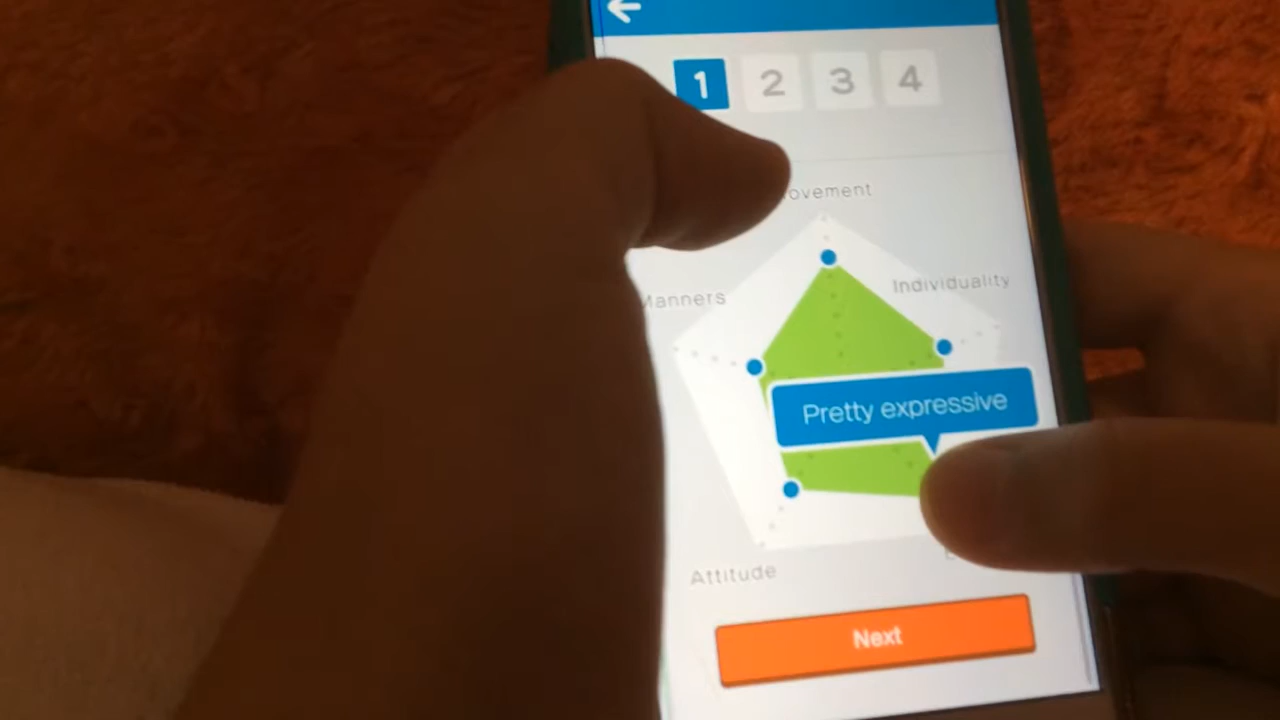 1 2 3 4
ovement
Individuality
Manners
Pretty expressive
Attitude
Next